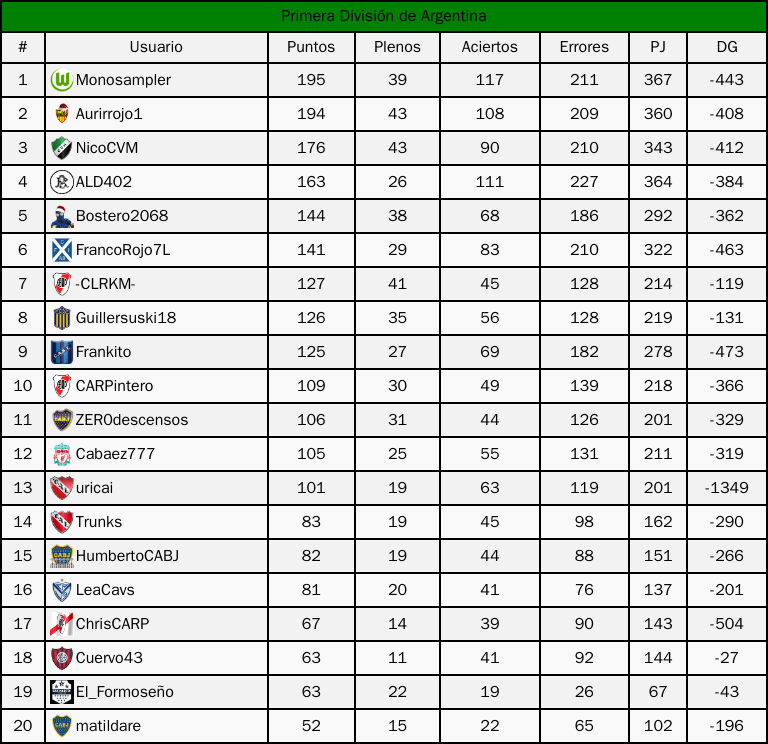 Primera División de Argentina
# Usuario Puntos Plenos Aciertos Errores PJ DG
1 Monosampler 195 39 117 211 367 -443
2 Aurirrojo1 194 43 108 209 360 -408
3 NicoCVM 176 43 90 210 343 -412
4 ALD402 163 26 111 227 364 -384
5 Bostero2068 144 38 68 186 292 -362
6 FrancoRojo7L 141 29 83 210 322 -463
7 -CLRKM- 127 41 45 128 214 -119
8 Guillersuski18 126 35 56 128 219 -131
9 Frankito 125 27 69 182 278 -473
10 CARPintero 109 30 49 139 218 -366
11 ZER0descensos 106 31 44 126 201 -329
12 Cabaez777 105 25 55 131 211 -319
13 uricai 101 19 63 119 201 -1349
14 Trunks 83 19 45 98 162 -290
15 HumbertoCABJ 82 19 44 88 151 -266
16 LeaCavs 81 20 41 76 137 -201
17 ChrisCARP 67 14 39 90 143 -504
18 Cuervo43 63 11 41 92 144 -27
19 El_Formoseño 63 22 19 26 67 -43
20 matildare 52 15 22 65 102 -196